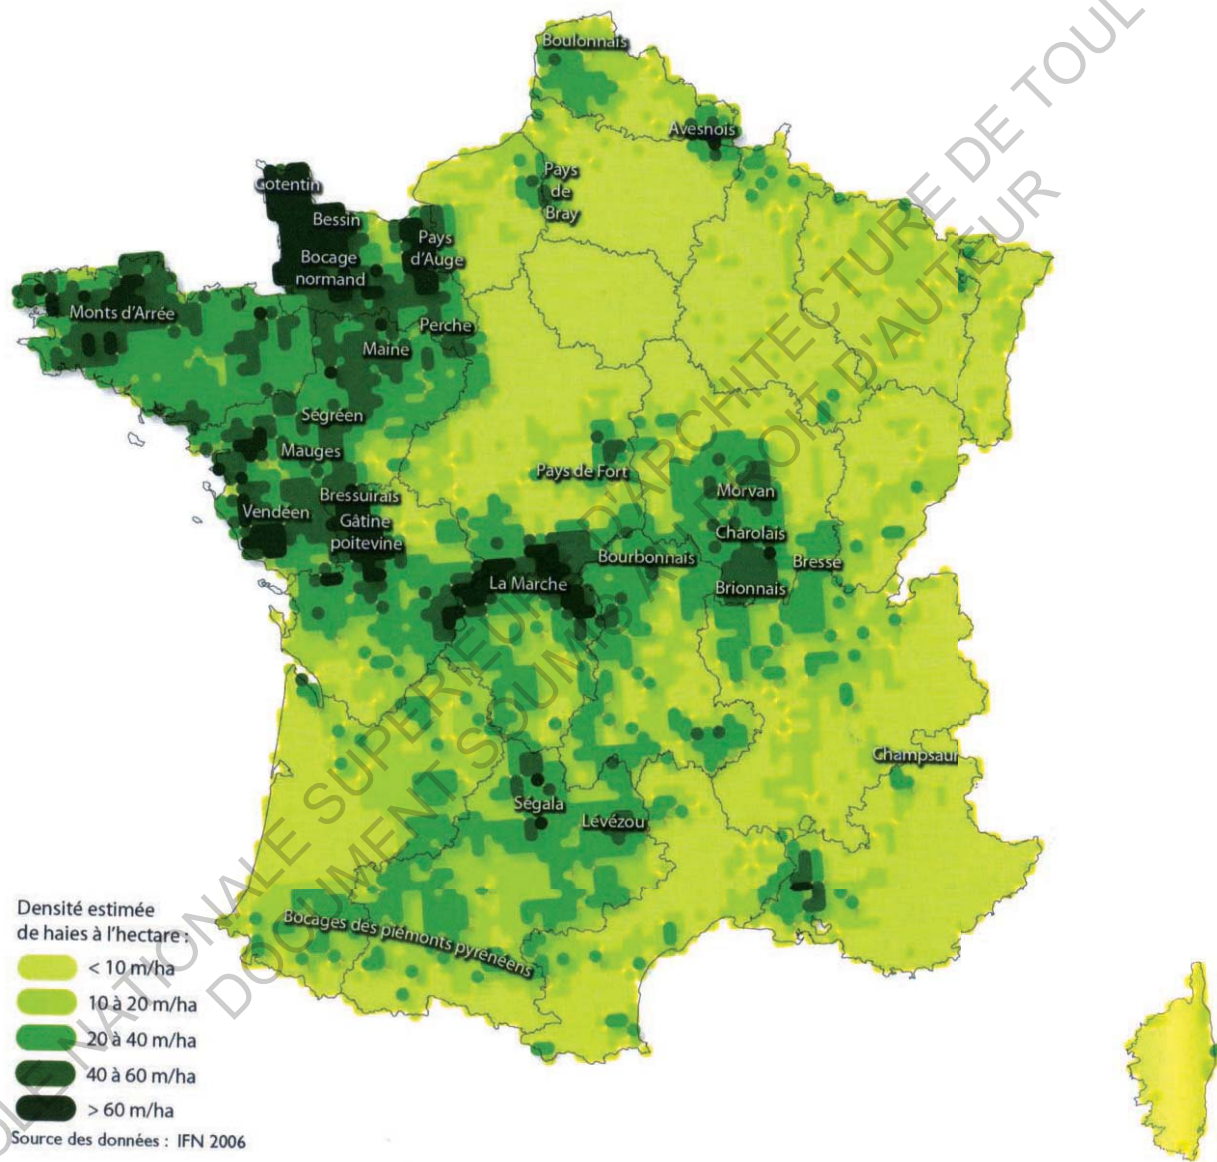 Boulonnais
Avesnois
Pays
de
Bray
Cotentin
Bessin
Pays
d'Auge
Bocage
normand
Monts d'Arrée
Perche
Maine
Ségréen
Mauges
Pays de Fort
Morvan
Bressuirais
Vendéen
Gâtine
poitevine
Charolais
Bourbonnais
Bresse
La Marche
Brionnais
Champsaur
Ségala
Lévézou
Bocages des piémonts pyrénéens
Densité estimée
de haies à l'hectare :
< 10 m/ha
10 à 20 m/ha
20 à 40 m/ha
40 à 60 m/ha
> 60 m/ha
Source des données : IFN 2006
OLE NATIONALE SUPERIEURE D'ARCHITECTURE DE TOUL
DOCUMENT SOUMIS AU DROIT D'AUTEUR